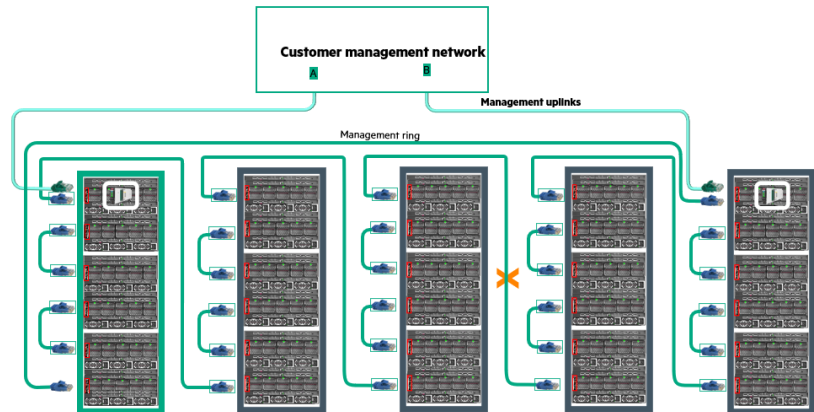 Customer management network
A
B
Management uplinks
Management ring